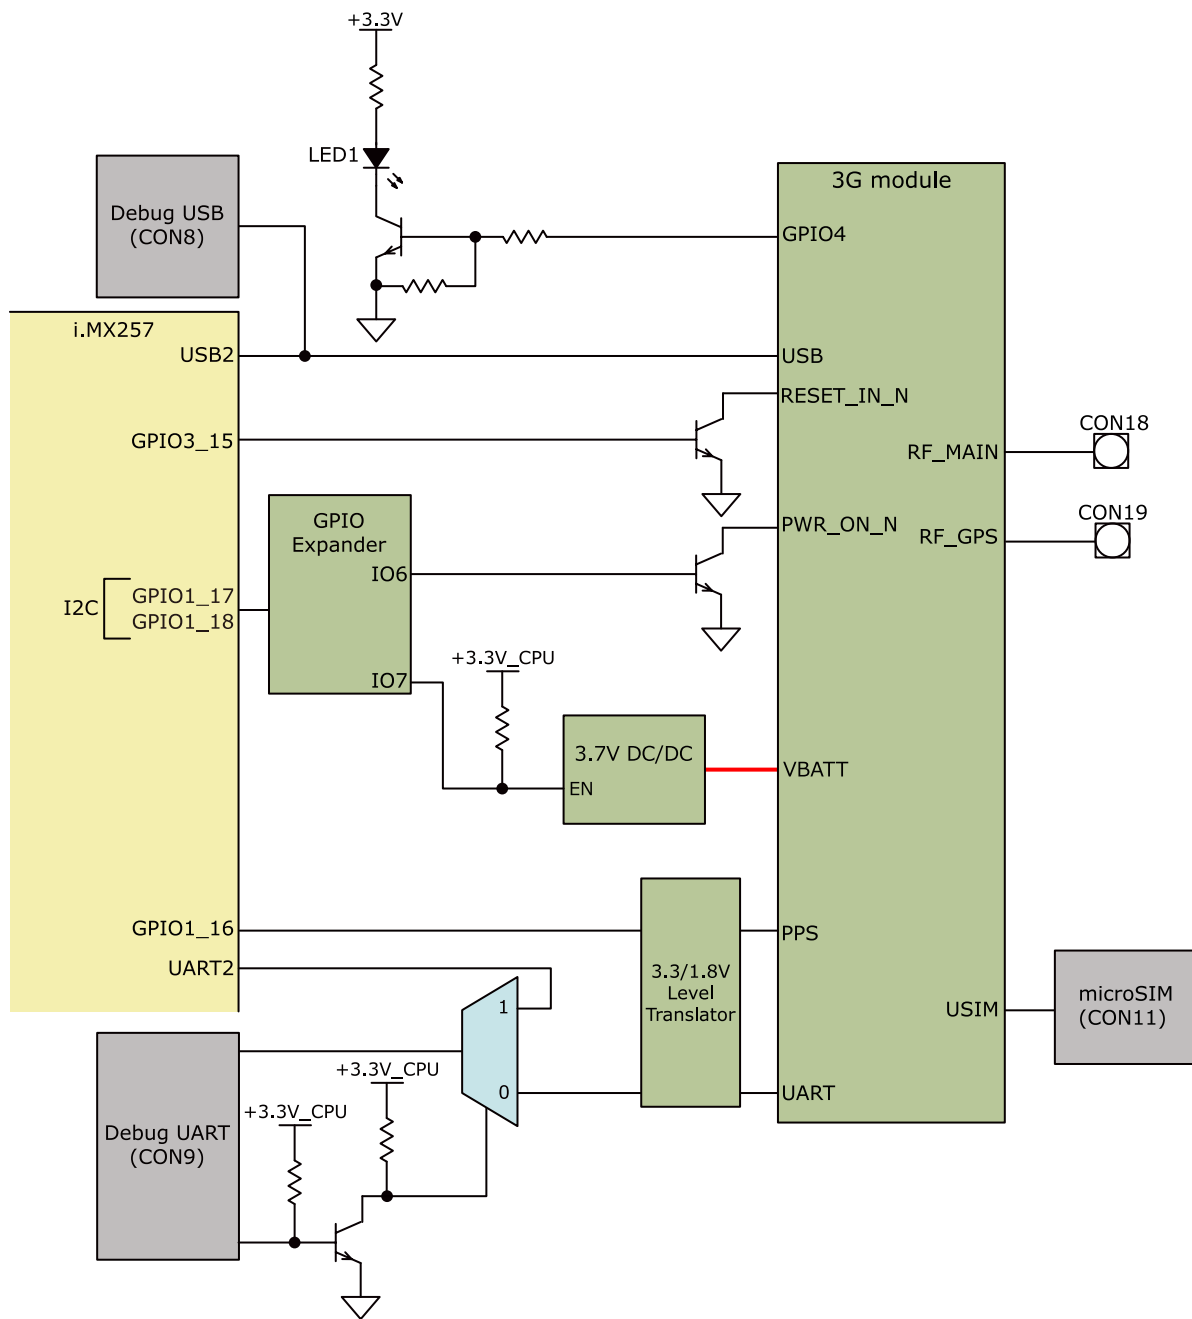 +3.3V
LED1
Debug USB
(CON8)
3G module
GPIO4
i.MX257
USB2
USB
RESET_IN_N
GPIO3_15
CON18
RF_MAIN
GPIO
Expander
PWR_ON_N
CON19
RF_GPS
IO6
I2C
GPIO1_17
GPIO1_18
+3.3V_CPU
IO7
3.7V DC/DC
EN
VBATT
GPIO1_16
PPS
UART2
3.3/1.8V
Level
Translator
1
microSIM
(CON11)
USIM
+3.3V_CPU
0
UART
+3.3V_CPU
Debug UART
(CON9)